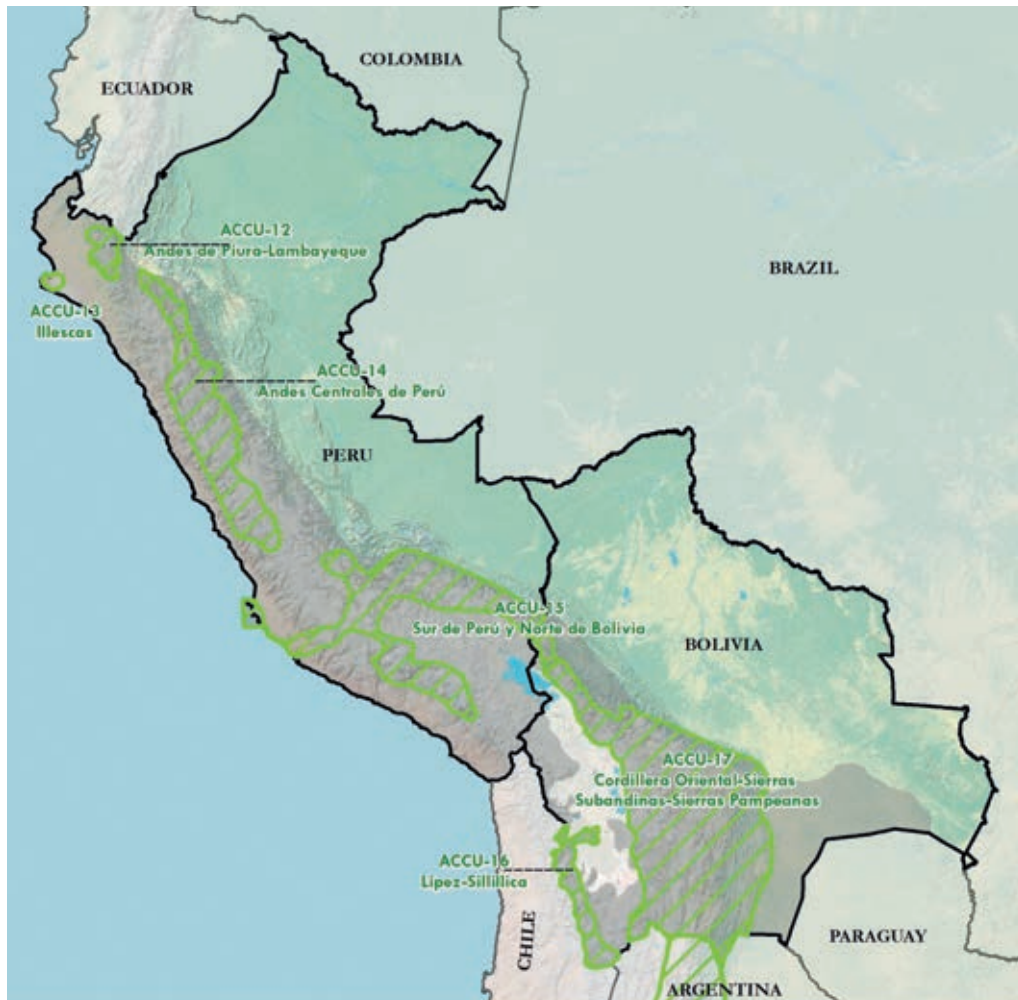 COLOMBIA
ECUADOR
ACCU-12
Andes de Piura-Lambayeque
BRAZIL
ACCU-13
Illescas
ACCU-14
Andes Centrales de Perú
PERU
ACCU-15
Sur de Perú y Norte de Bolivia
BOLIVIA
ACCU-17
Cordillera Oriental-Sierras
Subandinas-Sierras Pampeanas
ACCU-16
Lípez-Sillillica
CHILE
PARAGUAY
ARGENTINA